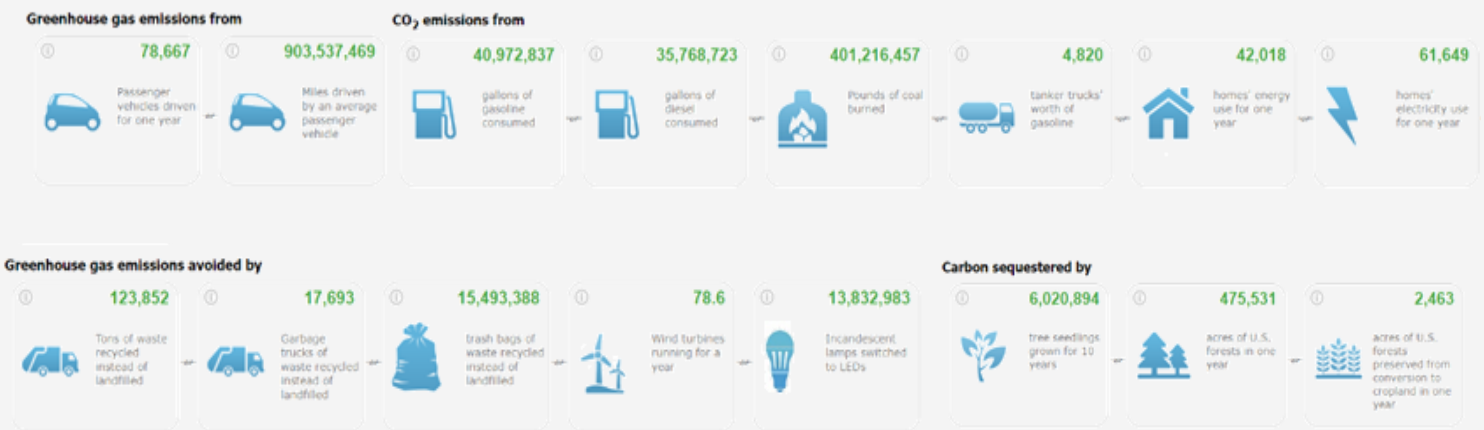 Greenhouse gas emissions from
CO₂ emissions from
78,667
Passenger
vehicles driven
for one year
903,537,469
Miles driven
by an average
passenger
vehicle
40,972,837
gallons of
gasoline
consumed
35,768,723
gallons of
diesel
consumed
401,216,457
Pounds of coal
burned
4,820
tanker trucks'
worth of
gasoline
42,018
homes' energy
use for one
year
61,649
homes'
electricity use
for one year
Greenhouse gas emissions avoided by
Carbon sequestered by
123,852
Tons of waste
recycled
instead of
landfilled
17,693
Garbage
trucks of
waste recycled
instead of
landfilled
15,493,388
trash bags of
waste recycled
instead of
landfilled
78.6
Wind turbines
running for a
year
13,832,983
Incandescent
lamps switched
to LEDs
6,020,894
tree seedlings
grown for 10
years
475,531
acres of U.S.
forests in one
year
2,463
acres of U.S.
forests
preserved from
conversion to
cropland in one
year